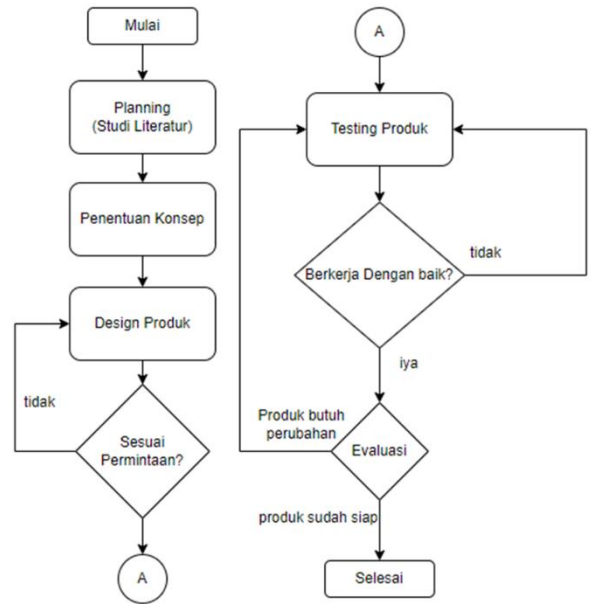 Mulai
Planning
(Studi Literatur)
Penentuan Konsep
Design Produk
tidak
Sesuai
Permintaan?
A
A
Testing Produk
Berkerja Dengan baik?
tidak
iya
Produk butuh
perubahan
Evaluasi
produk sudah siap
Selesai